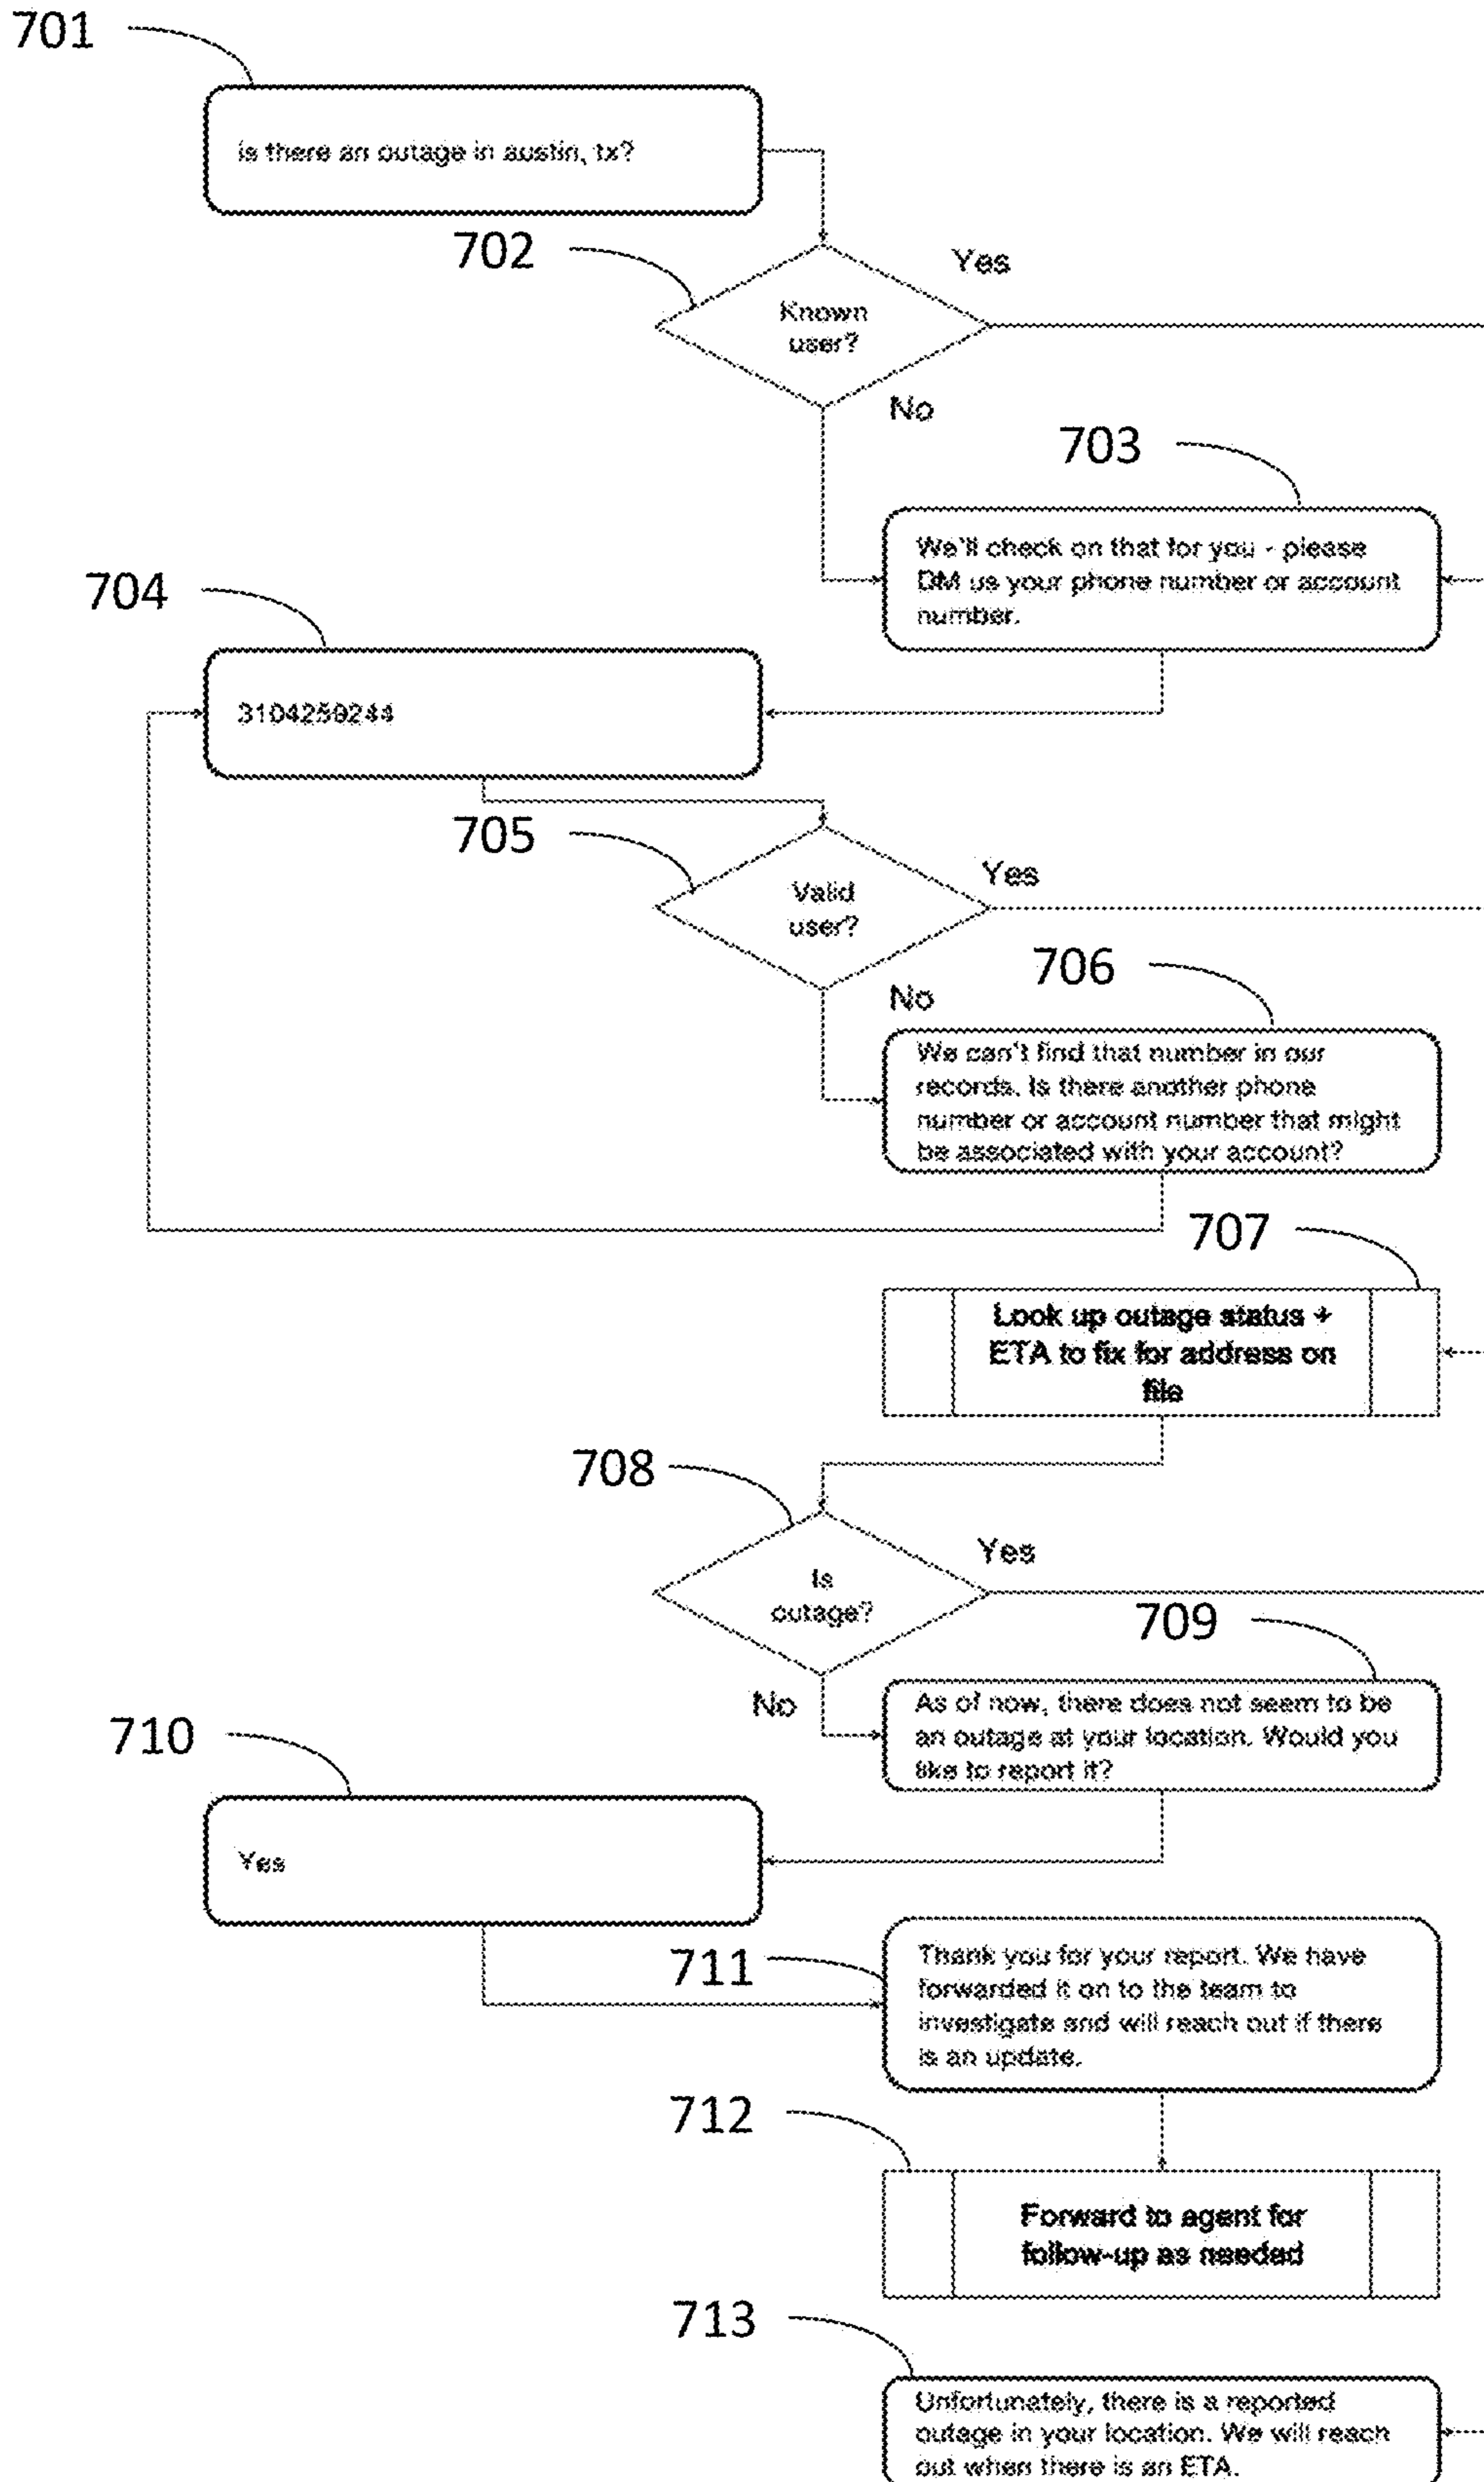 701
is there an outage in austin, tx?
702
Known
user?
Yes
No
703
We'll check on that for you - please
DM us your phone number or account
number.
704
3104259244
705
Valid
user?
Yes
No
706
We can't find that number in our
records. Is there another phone
number or account number that might
be associated with your account?
707
Look up outage status +
ETA to fix for address on
file
708
Is
outage?
Yes
No
709
As of now, there does not seem to be
an outage at your location. Would you
like to report it?
710
Yes
711
Thank you for your report. We have
forwarded it on to the team to
investigate and will reach out if there
is an update.
712
Forward to agent for
follow-up as needed
713
Unfortunately, there is a reported
outage in your location. We will reach
out when there is an ETA.